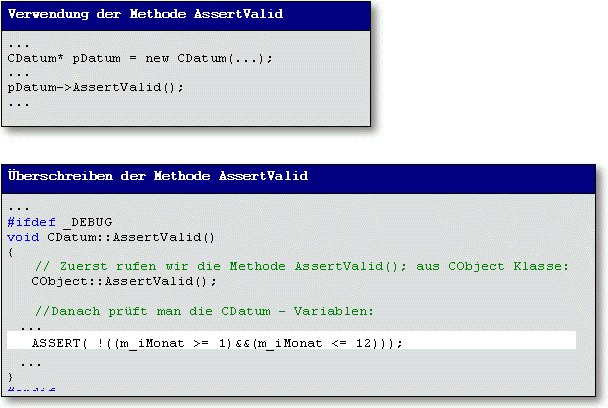 Verwendung der Methode AssertValid
...
CDatum* pDatum = new CDatum(...);
...
pDatum->AssertValid();
...
Überschreiben der Methode AssertValid
...
#ifdef _DEBUG
void CDatum::AssertValid()
{
// Zuerst rufen wir die Methode AssertValid(); aus CObject Klasse:
CObject::AssertValid();
//Danach prüft man die CDatum - Variablen:
...
ASSERT( !((m_iMonat >= 1)&&(m_iMonat <= 12)));
...
}
#endif